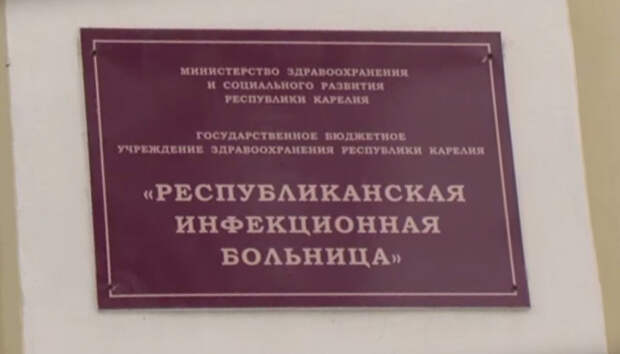 МИНИСТЕРСТВО ЗДРАВООХРАНЕНИЯ
И СОЦИАЛЬНОГО РАЗВИТИЯ
РЕСПУБЛИКИ КАРЕЛИЯ
ГОСУДАРСТВЕННОЕ БЮДЖЕТНОЕ
УЧРЕЖДЕНИЕ ЗДРАВООХРАНЕНИЯ РЕСПУБЛИКИ КАРЕЛИЯ
«РЕСПУБЛИКАНСКАЯ
ИНФЕКЦИОННАЯ
БОЛЬНИЦА»